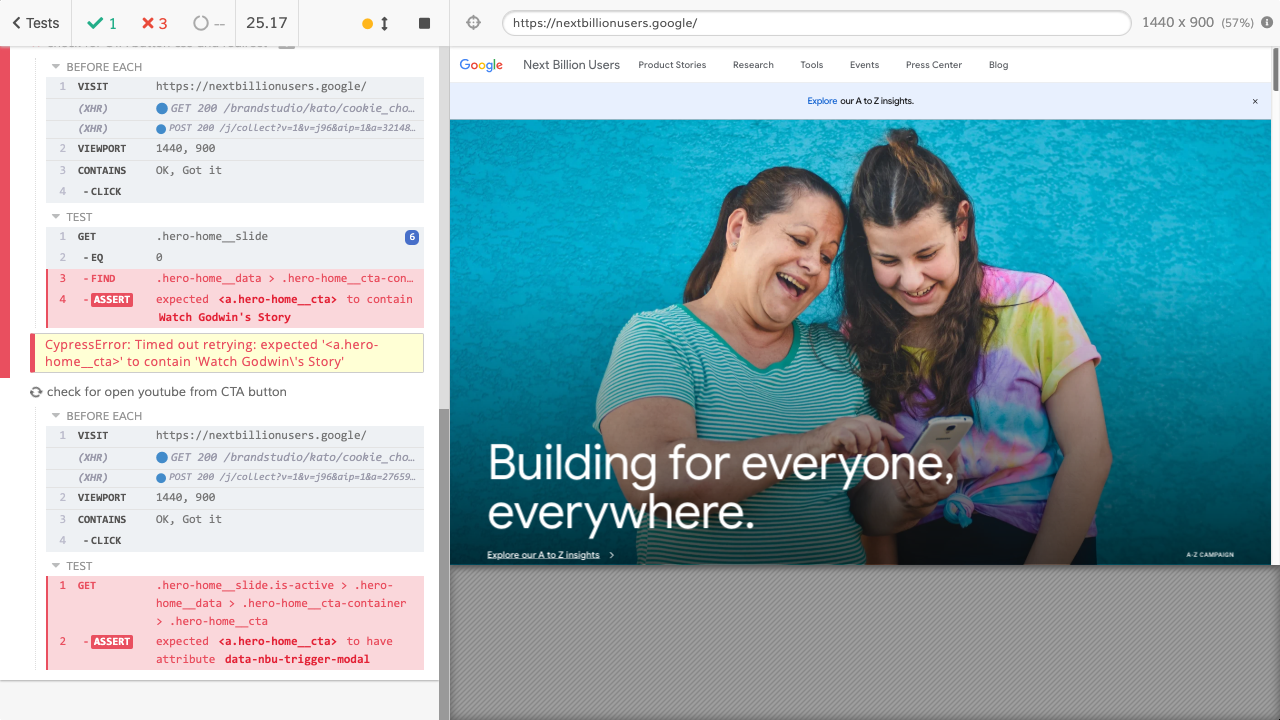 Tests
1
3
--
25.17
https://nextbillionusers.google/
1440 x 900 (57%)
BEFORE EACH
1 VISIT https://nextbillionusers.google/
(XHR) GET 200 /brandstudio/kato/cookie_cho…
(XHR) POST 200 /j/collect?v=1&v=j96&aip=1&a=32148…
2 VIEWPORT 1440, 900
3 CONTAINS OK, Got it
4 -CLICK
TEST
1 GET .hero-home__slide 6
2 -EQ 0
3 -FIND .hero-home__data > .hero-home__cta-con…
4 -ASSERT expected <a.hero-home__cta> to contain
Watch Godwin's Story
CypressError: Timed out retrying: expected '<a.hero-
home__cta>' to contain 'Watch Godwin\'s Story'
check for open youtube from CTA button
BEFORE EACH
1 VISIT https://nextbillionusers.google/
(XHR) GET 200 /brandstudio/kato/cookie_cho…
(XHR) POST 200 /j/collect?v=1&v=j96&aip=1&a=27659…
2 VIEWPORT 1440, 900
3 CONTAINS OK, Got it
4 -CLICK
TEST
1 GET .hero-home__slide.is-active > .hero-
home__data > .hero-home__cta-container
> .hero-home__cta
2 -ASSERT expected <a.hero-home__cta> to have
attribute data-nbu-trigger-modal
Google Next Billion Users Product Stories Research Tools Events Press Center Blog
Explore our A to Z insights. ×
Building for everyone,
everywhere.
Explore our A to Z insights
A-Z CAMPAIGN